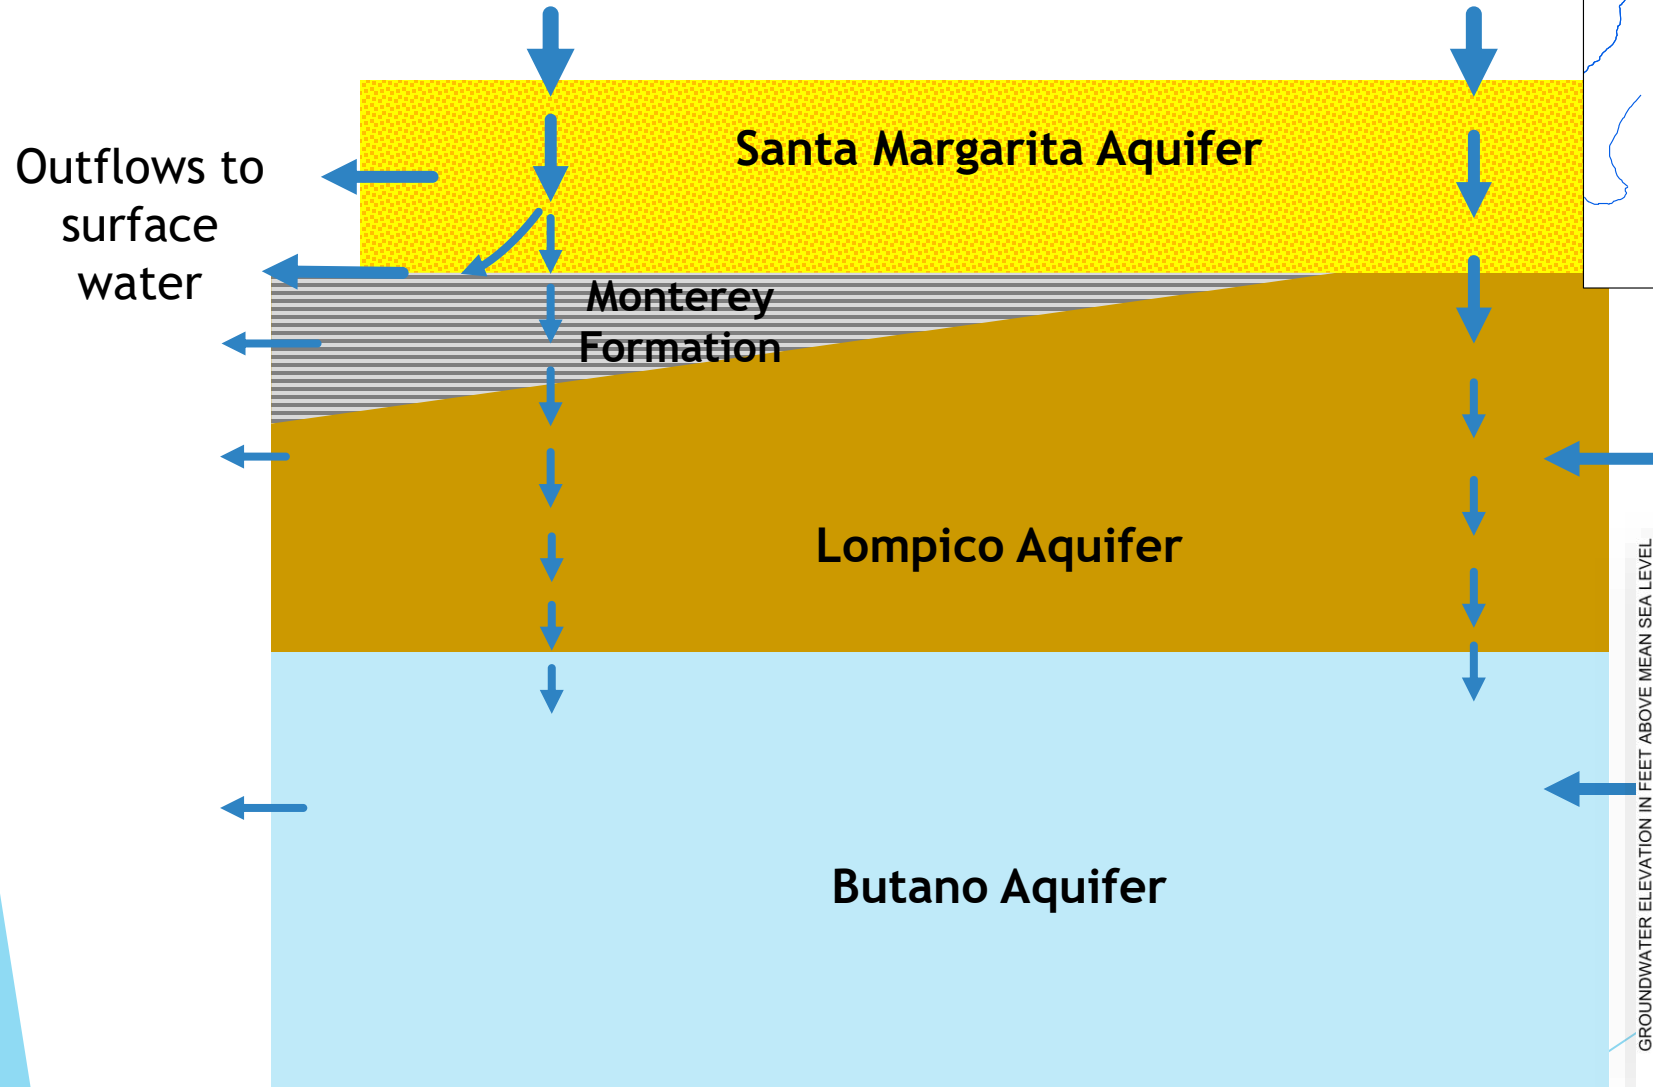 Santa Margarita Aquifer
Outflows to
surface
water
Monterey
Formation
Lompico Aquifer
Butano Aquifer
GROUNDWATER ELEVATION IN FEET ABOVE MEAN SEA LEVEL